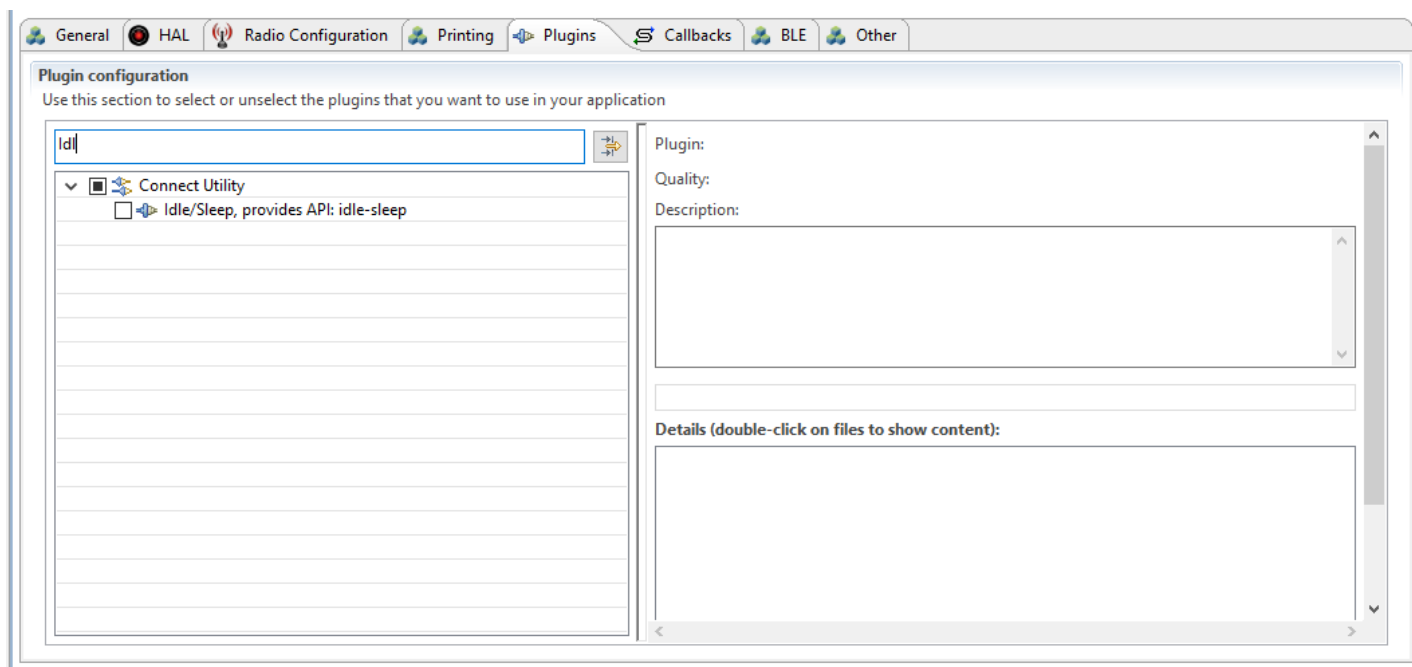 General HAL Radio Configuration Printing Plugins Callbacks BLE Other
Plugin configuration
Use this section to select or unselect the plugins that you want to use in your application
Idl
Connect Utility
Idle/Sleep, provides API: idle-sleep
Plugin:
Quality:
Description:
Details (double-click on files to show content):